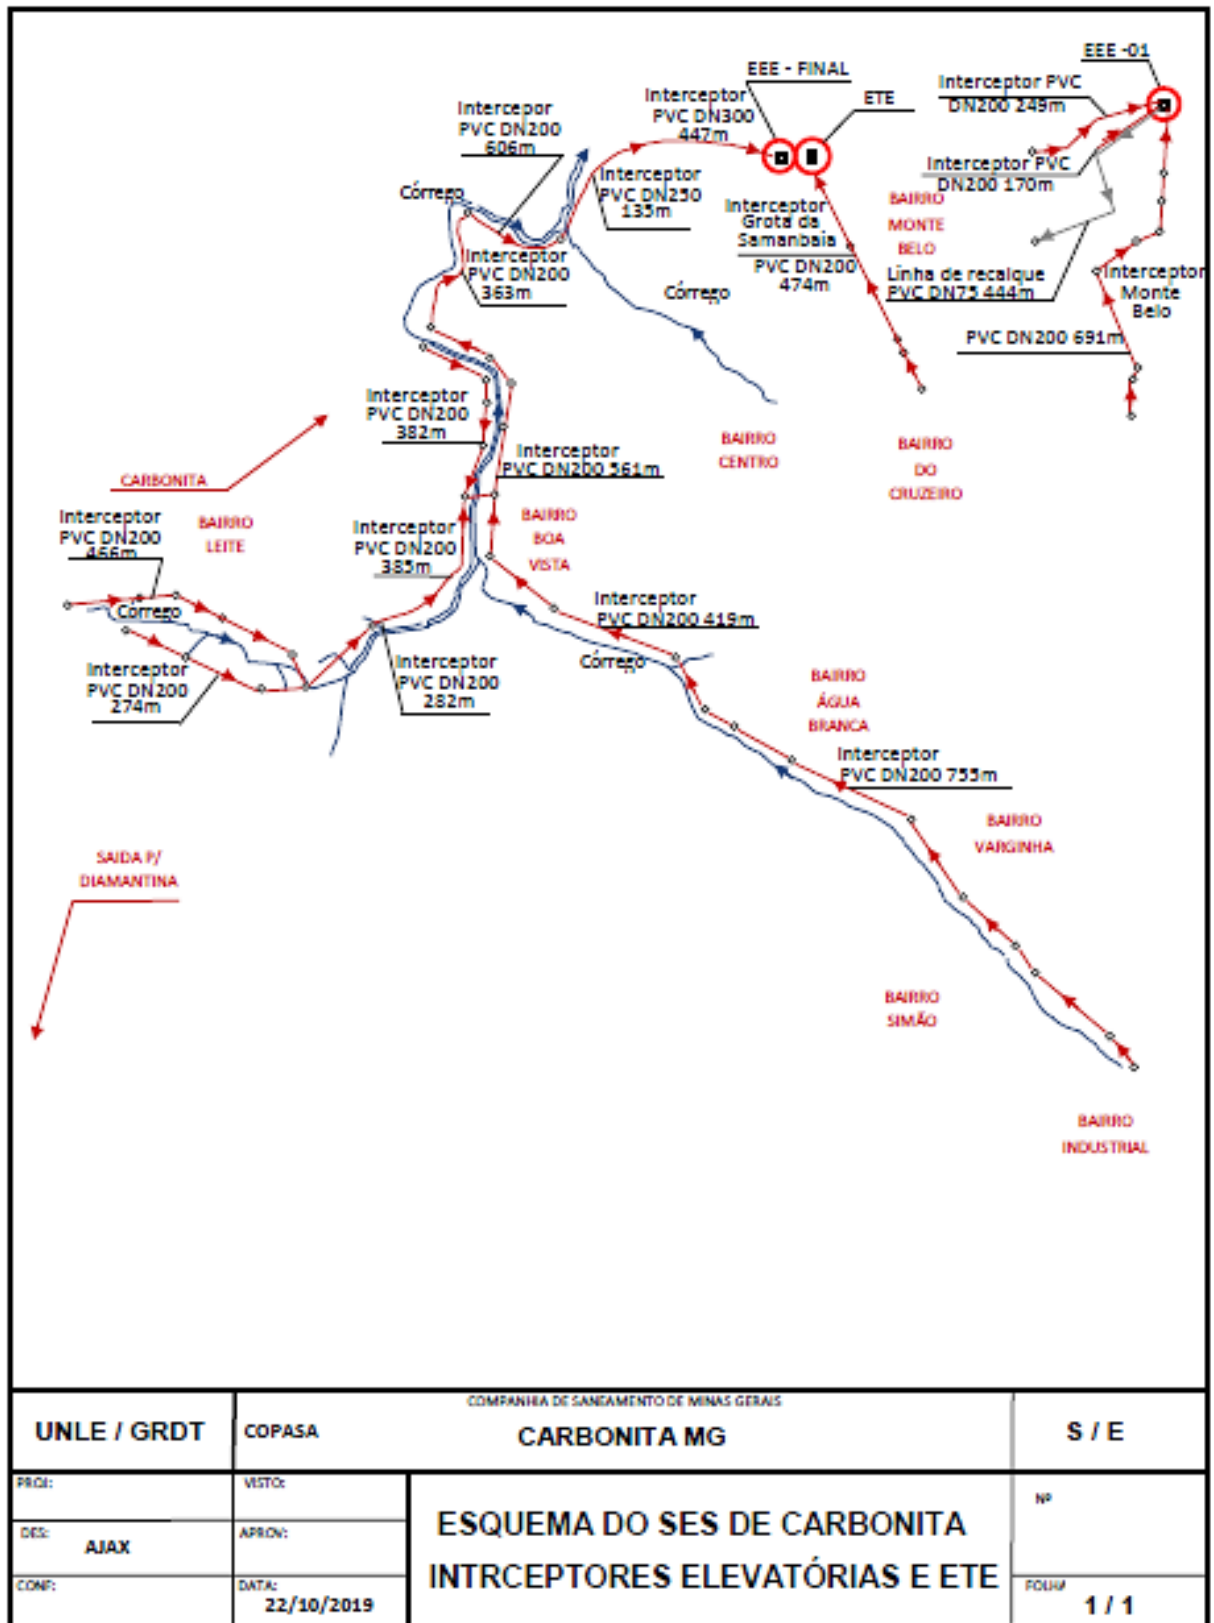 EEE -01
EEE - FINAL
Interceptor PVC
DN200 249m
ETE
Interceptor
PVC DN300
447m
Intercepor
PVC DN200
606m
Interceptor PVC
DN200 170m
Interceptor
PVC DN250
135m
Córrego
BAIRRO
MONTE
BELO
Interceptor
Grota da
Samanbaia
PVC DN200
474m
Interceptor
PVC DN200
363m
Linha de recalque
PVC DN75 444m
Interceptor
Monte
Belo
Córrego
PVC DN200 691m
Interceptor
PVC DN200
382m
BAIRRO
CENTRO
BAIRRO
DO
CRUZEIRO
Interceptor
PVC DN200 561m
CARBONITA
Interceptor
PVC DN200
466m
BAIRRO
LEITE
BAIRRO
BOA
VISTA
Interceptor
PVC DN200
385m
Córrego
Interceptor
PVC DN200 419m
Interceptor
PVC DN200
274m
Interceptor
PVC DN200
282m
Córrego
BAIRRO
ÁGUA
BRANCA
Interceptor
PVC DN200 755m
BAIRRO
VARGINHA
SAIDA P/
DIAMANTINA
BAIRRO
SIMÃO
BAIRRO
INDUSTRIAL
UNLE / GRDT
COPASA
COMPANHIA DE SANEAMENTO DE MINAS GERAIS
CARBONITA MG
S / E
PROJ:
VISTO:
Nº
DES:
AJAX
APROV:
ESQUEMA DO SES DE CARBONITA
INTRCEPTORES ELEVATÓRIAS E ETE
CONF:
DATA:
22/10/2019
1 / 1